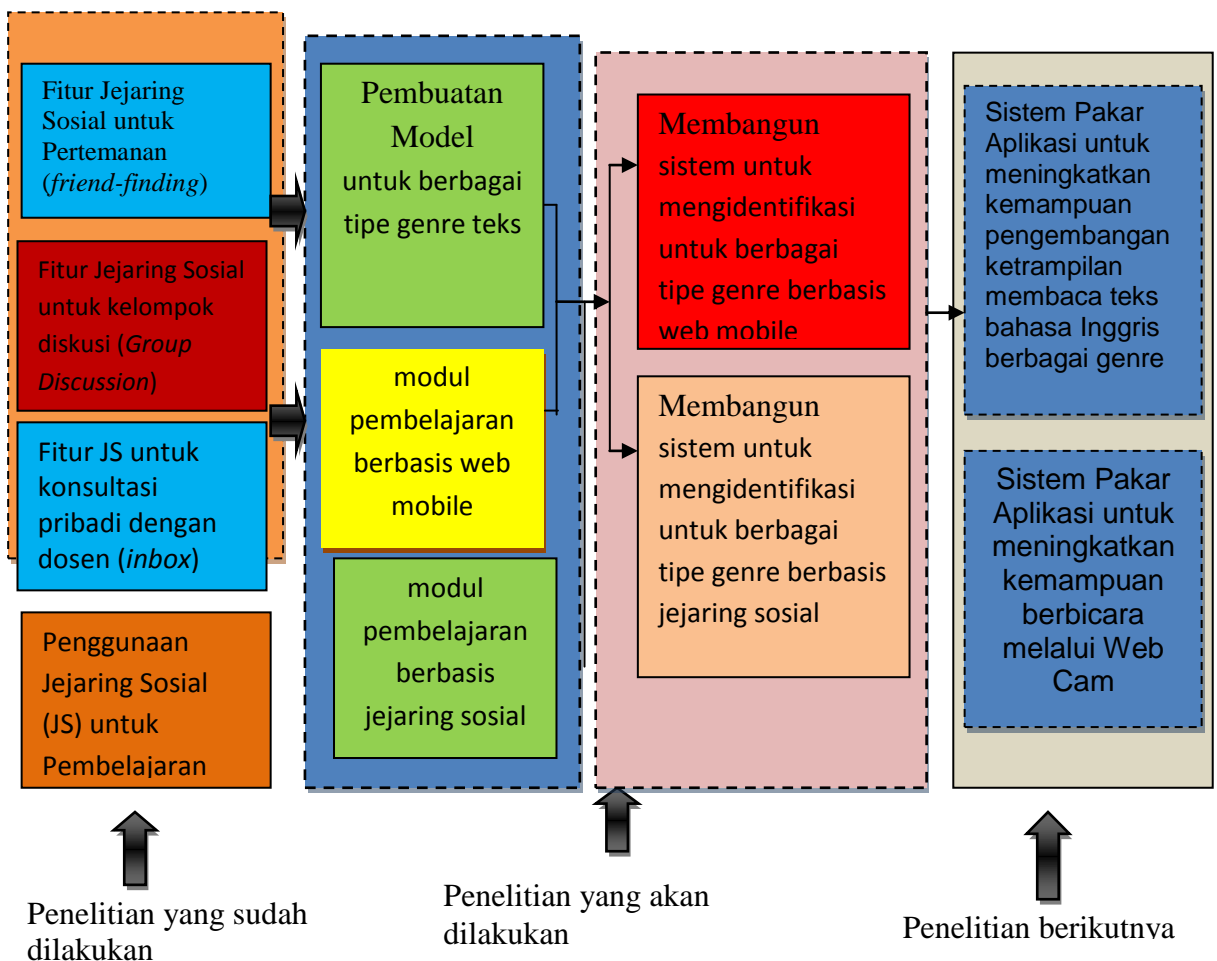 Fitur Jejaring
Sosial untuk
Pertemanan
(friend-finding)
Fitur Jejaring Sosial
untuk kelompok
diskusi (Group
Discussion)
Fitur JS untuk
konsultasi
pribadi dengan
dosen (inbox)
Penggunaan
Jejaring Sosial
(JS) untuk
Pembelajaran
Pembuatan
Model
untuk berbagai
tipe genre teks
modul
pembelajaran
berbasis web
mobile
modul
pembelajaran
berbasis
jejaring sosial
Membangun
sistem untuk
mengidentifikasi
untuk berbagai
tipe genre berbasis
web mobile
Membangun
sistem untuk
mengidentifikasi
untuk berbagai
tipe genre berbasis
jejaring sosial
Sistem Pakar
Aplikasi untuk
meningkatkan
kemampuan
pengembangan
ketrampilan
membaca teks
bahasa Inggris
berbagai genre
Sistem Pakar
Aplikasi untuk
meningkatkan
kemampuan
berbicara
melalui Web
Cam
Penelitian yang sudah
dilakukan
Penelitian yang akan
dilakukan
Penelitian berikutnya